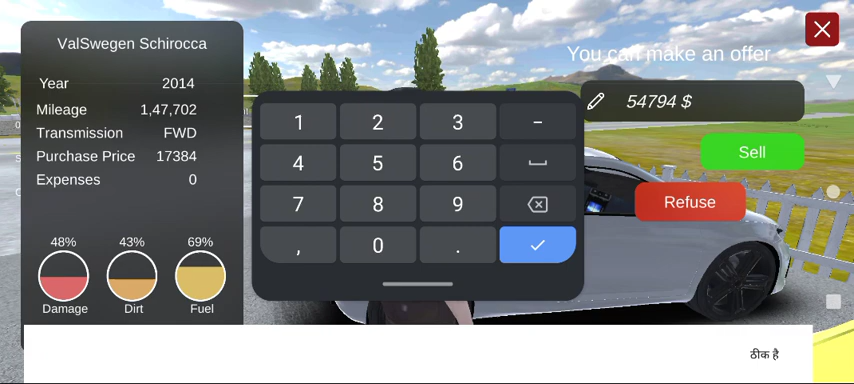 ValSwegen Schirocca
Year 2014
Mileage 1,47,702
Transmission FWD
Purchase Price 17384
Expenses 0
48% 43% 69%
Damage Dirt Fuel
1 2 3 -
4 5 6
7 8 9
, 0 .
You can make an offer
54794 $
Sell
Refuse
ठीक है